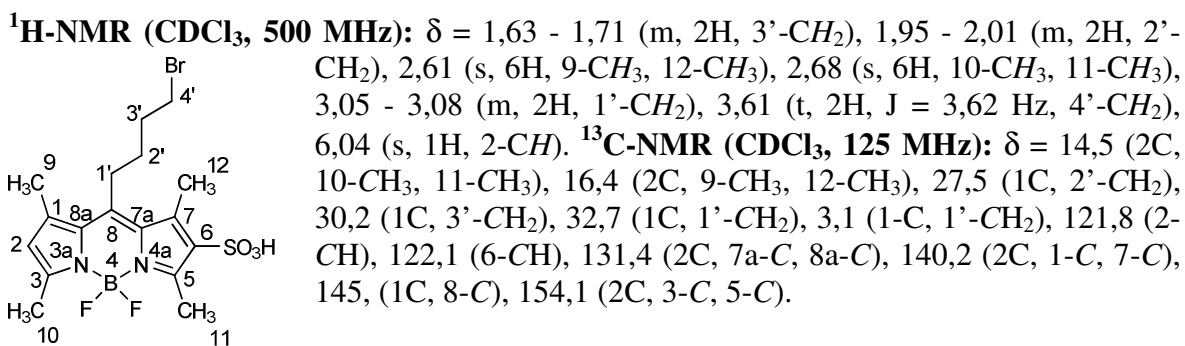 ¹H-NMR (CDCl₃, 500 MHz): δ = 1,63 - 1,71 (m, 2H, 3’-CH₂), 1,95 - 2,01 (m, 2H, 2’-
CH₂), 2,61 (s, 6H, 9-CH₃, 12-CH₃), 2,68 (s, 6H, 10-CH₃, 11-CH₃),
3,05 - 3,08 (m, 2H, 1’-CH₂), 3,61 (t, 2H, J = 3,62 Hz, 4’-CH₂),
6,04 (s, 1H, 2-CH). ¹³C-NMR (CDCl₃, 125 MHz): δ = 14,5 (2C,
10-CH₃, 11-CH₃), 16,4 (2C, 9-CH₃, 12-CH₃), 27,5 (1C, 2’-CH₂),
30,2 (1C, 3’-CH₂), 32,7 (1C, 1’-CH₂), 3,1 (1-C, 1’-CH₂), 121,8 (2-
CH), 122,1 (6-CH), 131,4 (2C, 7a-C, 8a-C), 140,2 (2C, 1-C, 7-C),
145, (1C, 8-C), 154,1 (2C, 3-C, 5-C).
Br
4'
3'
2'
9 1' 12
H₃C CH₃
1 8a 7a 7
8 6 SO₃H
2 3a 4 4a
3 N B N 5
H₃C F F CH₃
10 11